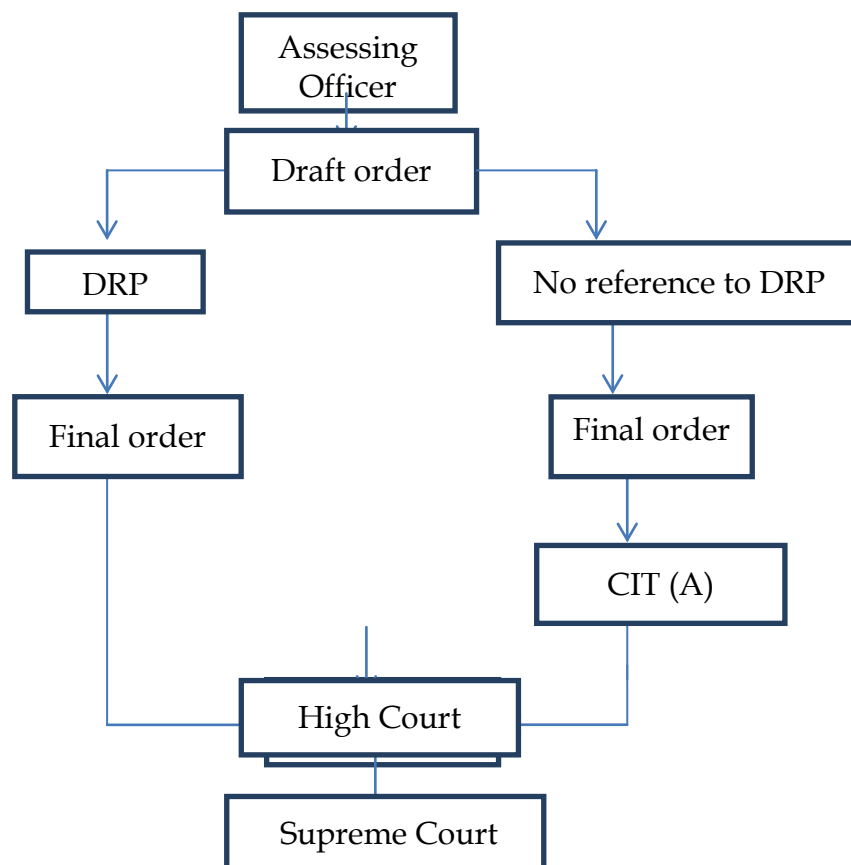 Assessing
Officer
Draft order
DRP
No reference to DRP
Final order
Final order
CIT (A)
High Court
Supreme Court